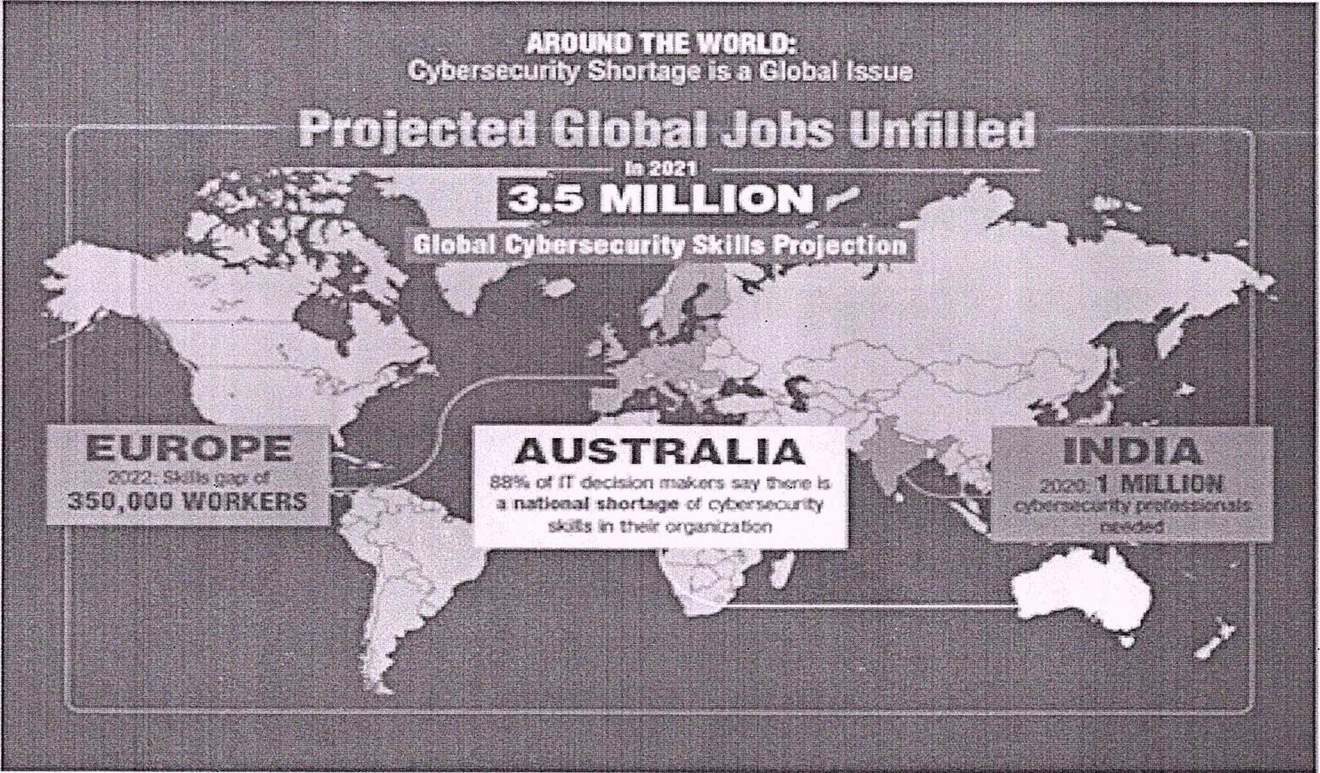 AROUND THE WORLD:
Cybersecurity Shortage is a Global Issue
Projected Global Jobs Unfilled
in 2021
3.5 MILLION
Global Cybersecurity Skills Projection
EUROPE
2022: Skills gap of
350,000 WORKERS
AUSTRALIA
88% of IT decision makers say there is
a national shortage of cybersecurity
skills in their organization
INDIA
2020: 1 MILLION
cybersecurity professionals
needed